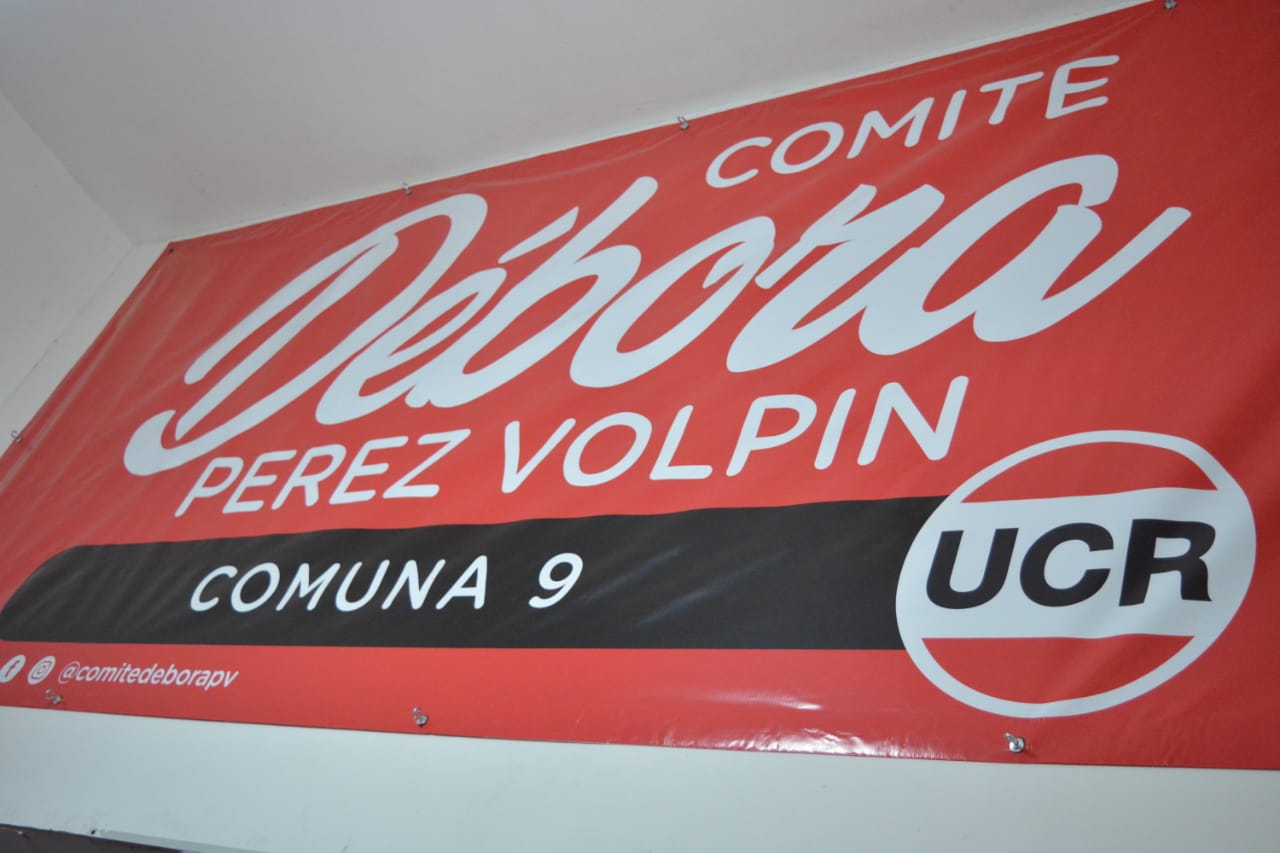 COMITE
Débora
PEREZ VOLPIN
COMUNA 9
UCR
@comitedeborapv